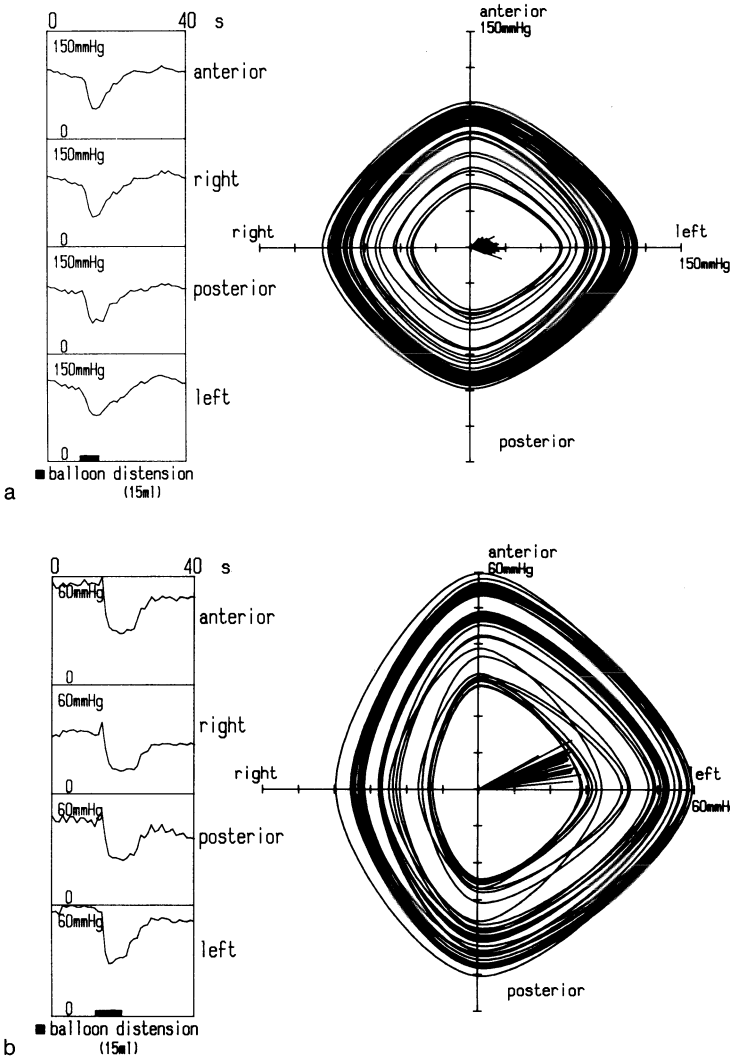 0 40 s
150mmHg
anterior
0
150mmHg
right
0
150mmHg
posterior
0
150mmHg
left
0
■ balloon distension
(15ml)
a
anterior
150mmHg
right
left
150mmHg
posterior
0 40 s
60mmHg
anterior
0
60mmHg
right
0
60mmHg
posterior
0
60mmHg
left
0
■ balloon distension
(15ml)
b
anterior
60mmHg
right
left
60mmH
posterior